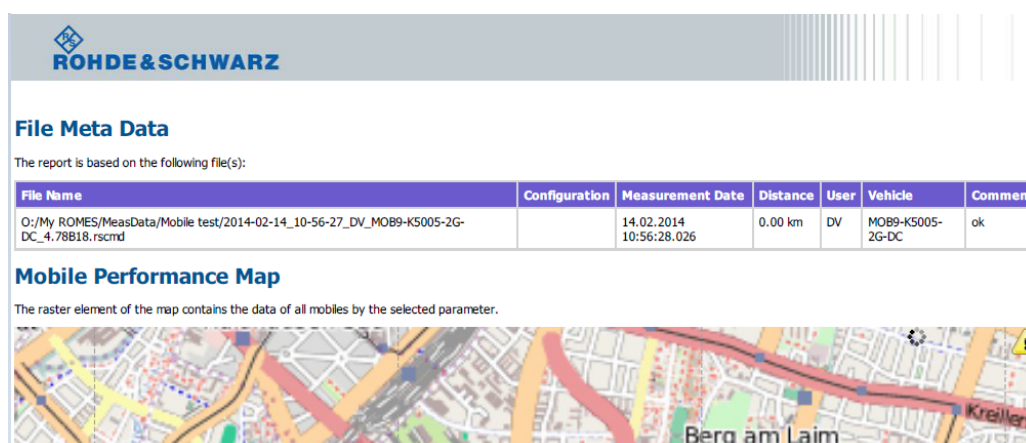 ROHDE&SCHWARZ
File Meta Data
The report is based on the following file(s):
File Name Configuration Measurement Date Distance User Vehicle Commen
O:/My ROMES/MeasData/Mobile test/2014-02-14_10-56-27_DV_MOB9-K5005-2G- 14.02.2014 0.00 km DV MOB9-K5005- ok
DC_4.78B18.rscmd 10:56:28.026 2G-DC
Mobile Performance Map
The raster element of the map contains the data of all mobiles by the selected parameter.
Kreiller
Berg am Laim